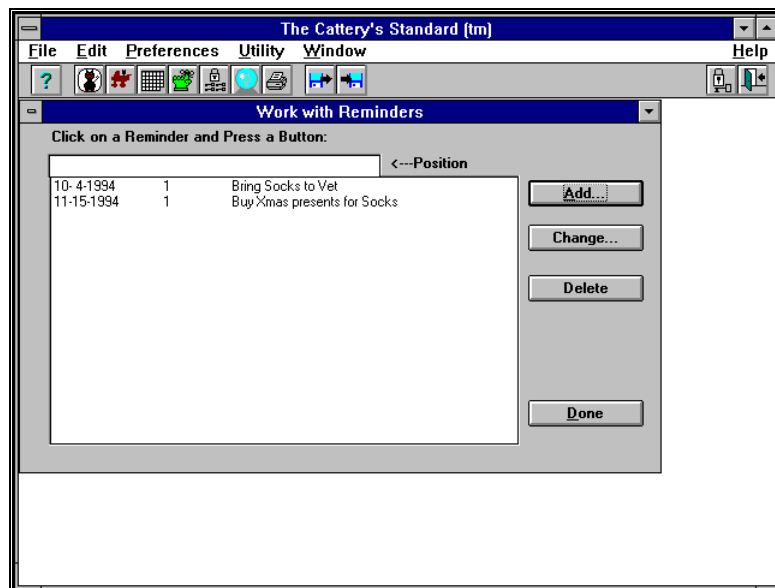 The Cattery's Standard (tm)
File Edit Preferences Utility Window Help
?
Work with Reminders
Click on a Reminder and Press a Button:
<---Position
10- 4-1994 1 Bring Socks to Vet
11-15-1994 1 Buy Xmas presents for Socks
Add...
Change...
Delete
Done